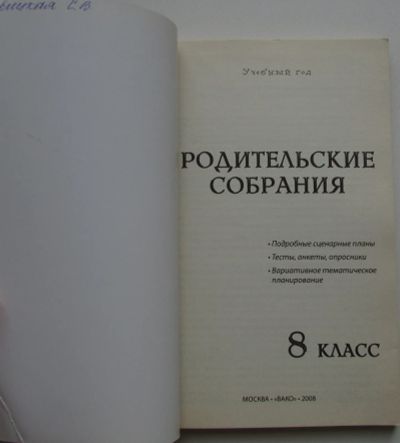 С.В.
Учебный год
РОДИТЕЛЬСКИЕ
СОБРАНИЯ
• Подробные сценарные планы
• Тесты, анкеты, опросники
• Вариативное тематическое
планирование
8 КЛАСС
МОСКВА • «ВАКО» • 2008